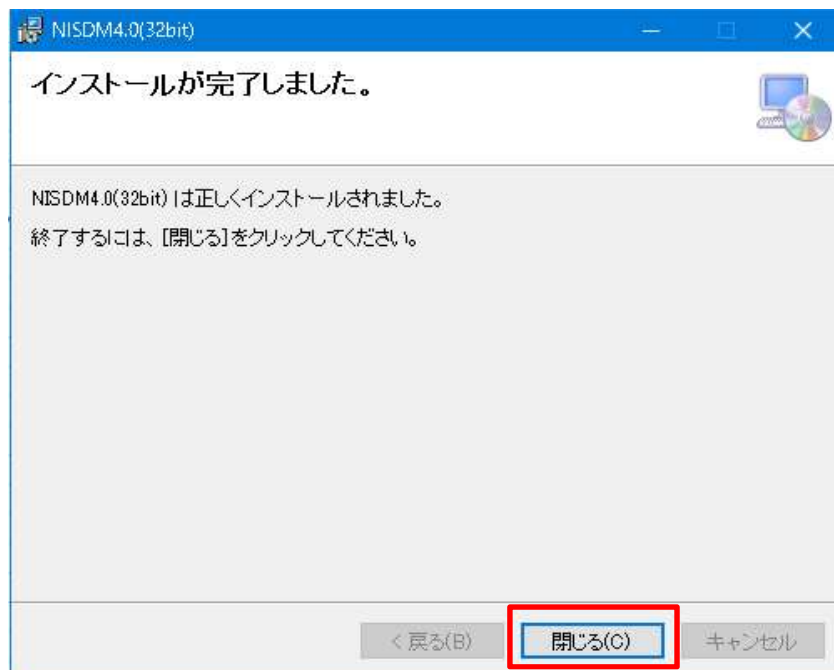 NISDM4.0(32bit)
インストールが完了しました。
NISDM4.0(32bit) は正しくインストールされました。
終了するには、[閉じる]をクリックしてください。
< 戻る(B)
閉じる(C)
キャンセル